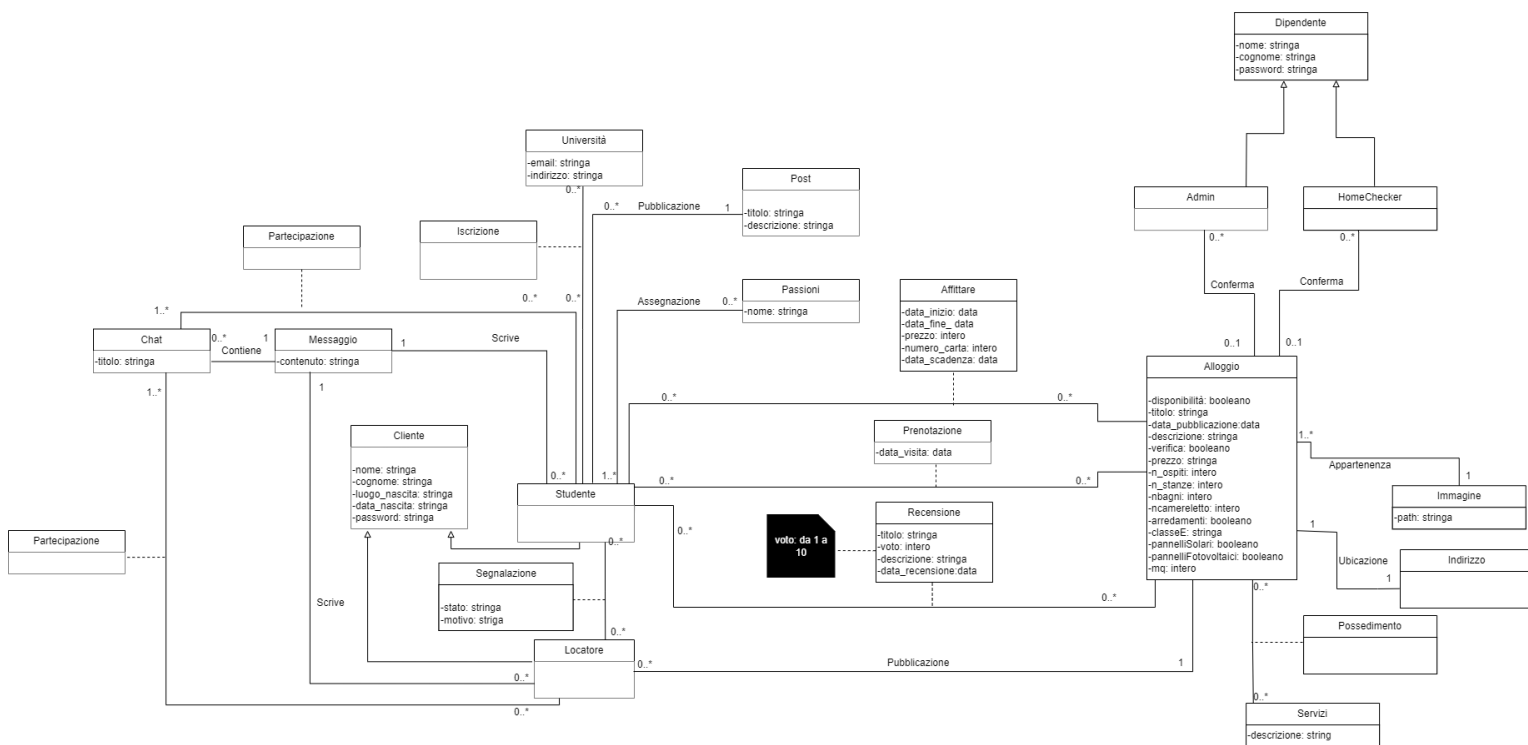 Dipendente
-nome: stringa
-cognome: stringa
-password: stringa
Università
-email: stringa
-indirizzo: stringa
0..*
Post
-titolo: stringa
-descrizione: stringa
0..*
Pubblicazione
1
Admin
0..*
HomeChecker
0..*
Iscrizione
Partecipazione
Conferma
Conferma
Passioni
-nome: stringa
Assegnazione
0..*
1
Affittare
-data_inizio: data
-data_fine_ data
-prezzo: intero
-numero_carta: intero
-data_scadenza: data
1..*
0..*
0..*
Chat
-titolo: stringa
0..*
Contiene
1
Messaggio
-contenuto: stringa
1
Scrive
0..1
0..1
Alloggio
-disponibilità: booleano
-titolo: stringa
-data_pubblicazione:data
-descrizione: stringa
-verifica: booleano
-prezzo: stringa
-n_ospiti: intero
-n_stanze: intero
-nbagni: intero
-ncamereletto: intero
-arredamenti: booleano
-classeE: stringa
-pannelliSolari: booleano
-pannelliFotovoltaici: booleano
-mq: intero
1..*
1
0..*
0..*
Cliente
-nome: stringa
-cognome: stringa
-luogo_nascita: stringa
-data_nascita: stringa
-password: stringa
Prenotazione
-data_visita: data
1..*
Appartenenza
1
0..*
1..*
Studente
0..*
0..*
0..*
Immagine
-path: stringa
Recensione
-titolo: stringa
-voto: intero
-descrizione: stringa
-data_recensione:data
voto: da 1 a
10
0..*
0..*
Partecipazione
1
Ubicazione
1
Indirizzo
0..*
Segnalazione
-stato: stringa
-motivo: striga
Scrive
0..*
Locatore
0..*
0..*
0..*
Pubblicazione
1
0..*
Possedimento
0..*
Servizi
-descrizione: string